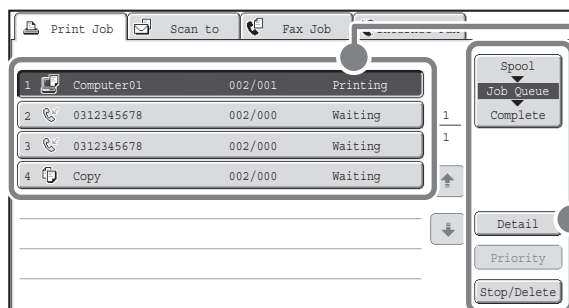 Print Job Scan to Fax Job
Spool
Job Queue
Complete
1 Computer01 002/001 Printing
2 0312345678 002/000 Waiting
3 0312345678 002/000 Waiting
4 Copy 002/000 Waiting
1
1
Detail
Priority
Stop/Delete